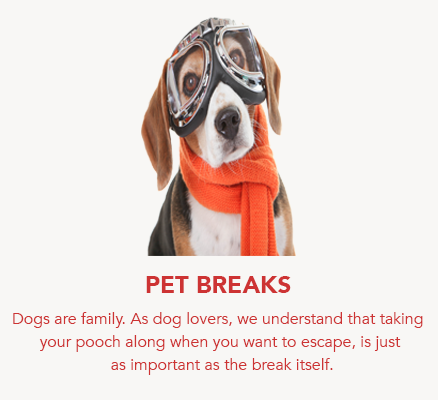 PET BREAKS
Dogs are family. As dog lovers, we understand that taking
your pooch along when you want to escape, is just
as important as the break itself.